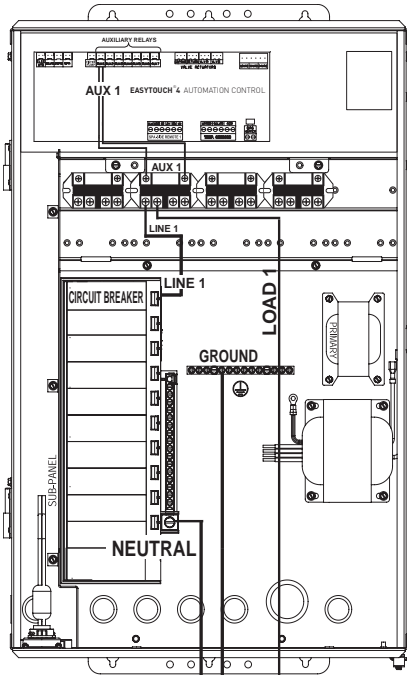 AUXILIARY RELAYS
VALVE ACTUATORS
AUX 1
EASYTOUCH®4 AUTOMATION CONTROL
AUX 1
LINE 1
LINE 1
CIRCUIT BREAKER
LOAD 1
PRIMARY
GROUND
SUB-PANEL
NEUTRAL